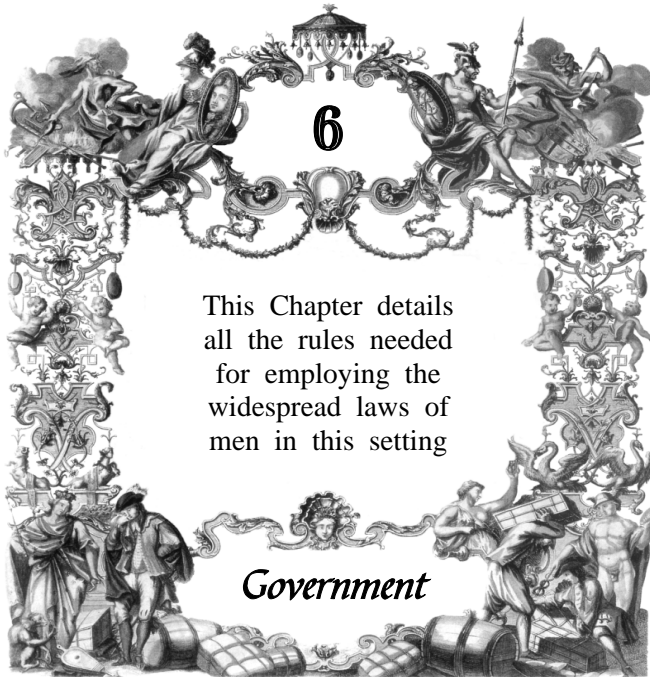 6
This Chapter details
all the rules needed
for employing the
widespread laws of
men in this setting
Government